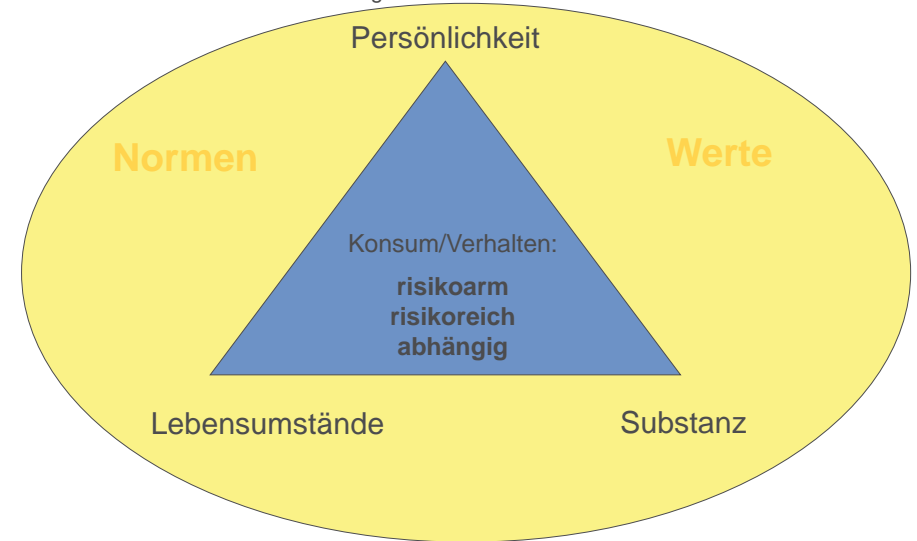 Persönlichkeit
Normen
Werte
Konsum/Verhalten:
risikoarm
risikoreich
abhängig
Lebensumstände
Substanz